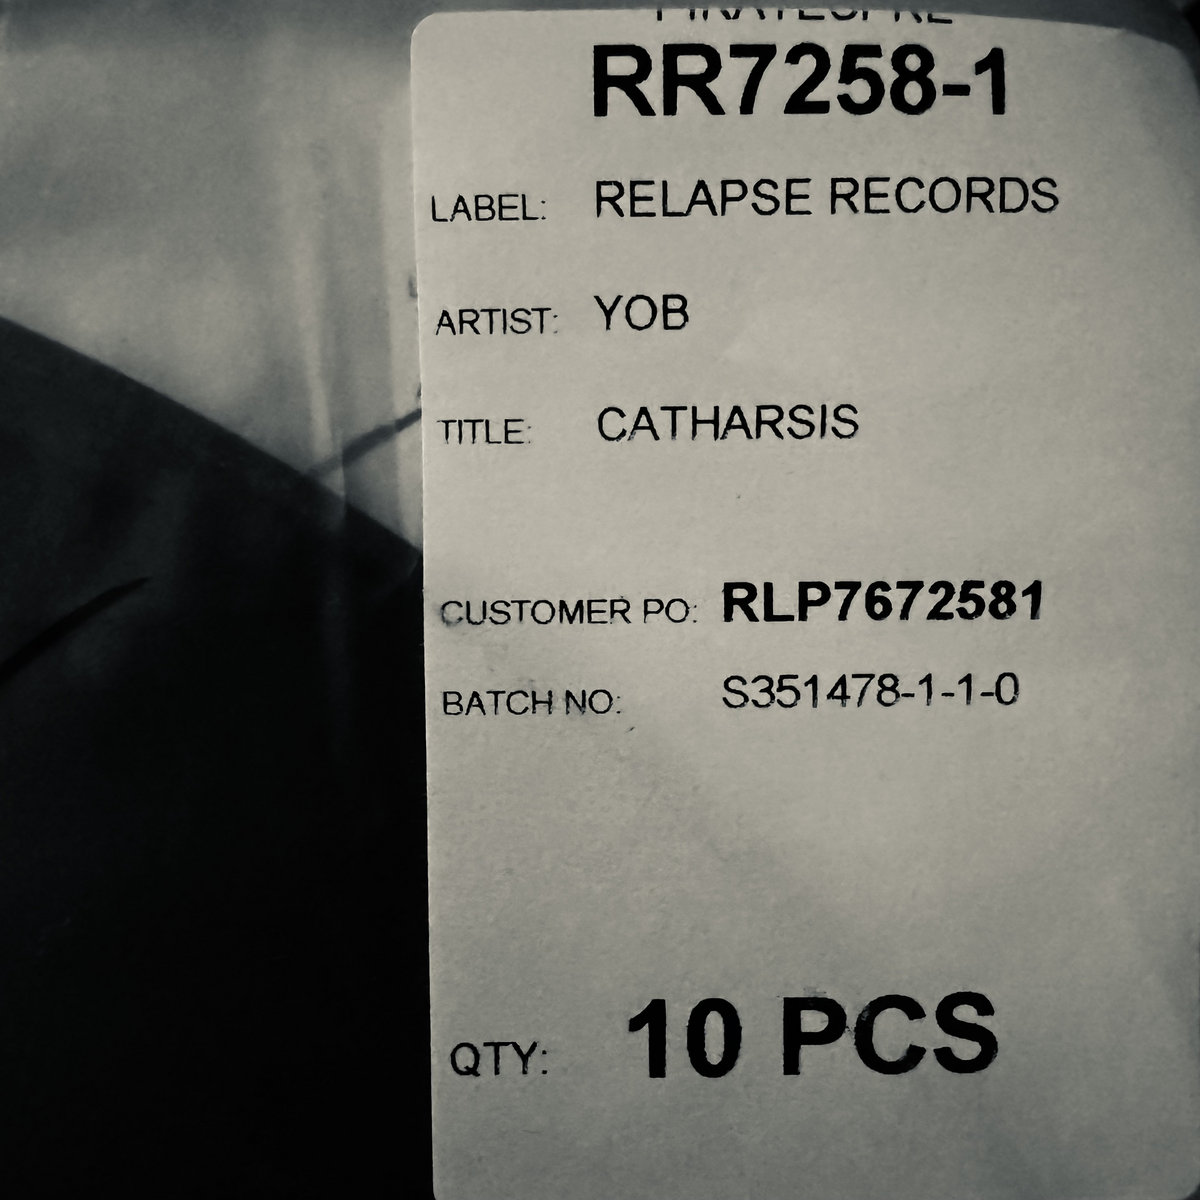 RR7258-1
LABEL: RELAPSE RECORDS
ARTIST: YOB
TITLE: CATHARSIS
CUSTOMER PO: RLP7672581
BATCH NO: S351478-1-1-0
QTY: 10 PCS